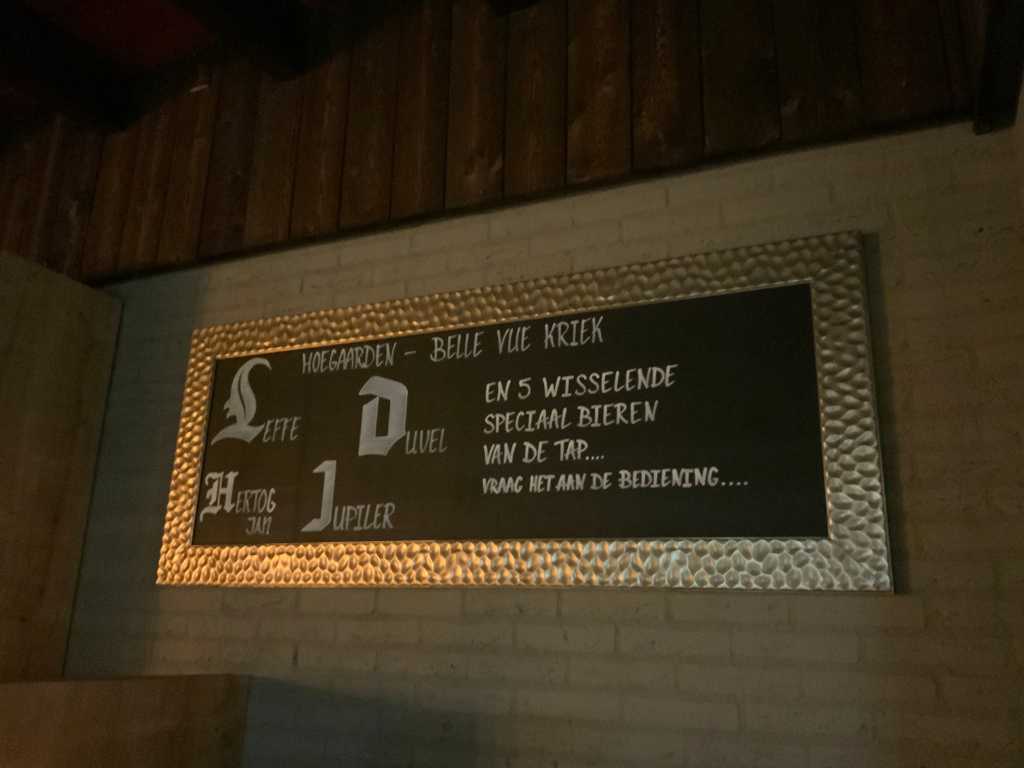 HOEGAARDEN - BELLE VUE KRIEK
LEFFE
DUVEL
HERTOG
JAN
JUPILER
EN 5 WISSELENDE
SPECIAAL BIEREN
VAN DE TAP....
VRAAG HET AAN DE BEDIENING....